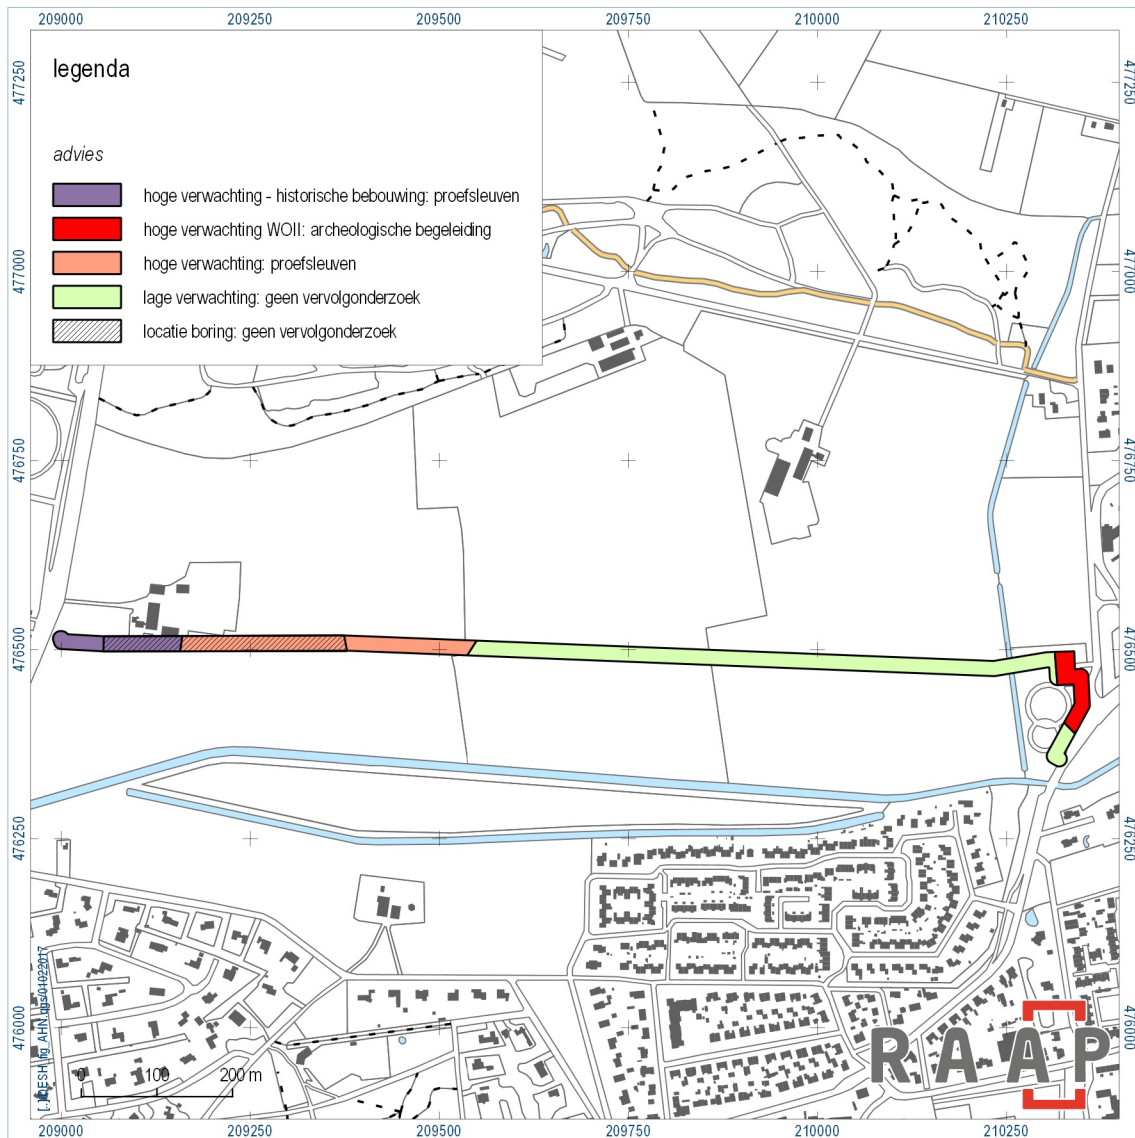 209000 209250 209500 209750 210000 210250
legenda
advies
hoge verwachting - historische bebouwing: proefsleuven
hoge verwachting WOII: archeologische begeleiding
hoge verwachting: proefsleuven
lage verwachting: geen vervolgonderzoek
locatie boring: geen vervolgonderzoek
477250 477250
477000 477000
476750 476750
476500 476500
476250 476250
476000 476000
0 100 200 m
RAAP
209000 209250 209500 209750 210000 210250